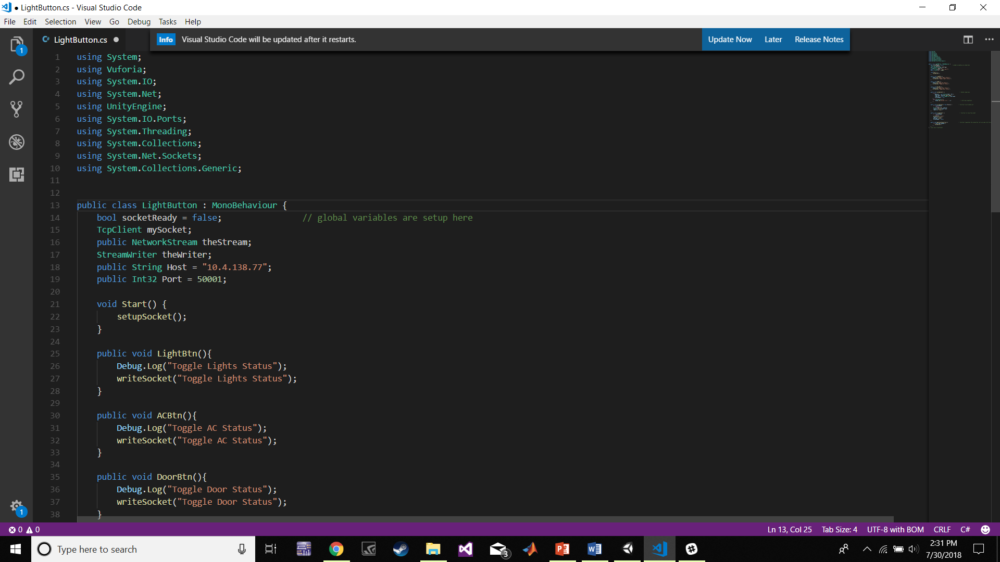 ● LightButton.cs - Visual Studio Code
File Edit Selection View Go Debug Tasks Help
LightButton.cs ●
Info Visual Studio Code will be updated after it restarts. Update Now Later Release Notes
1 using System;
2 using Vuforia;
3 using System.IO;
4 using System.Net;
5 using UnityEngine;
6 using System.IO.Ports;
7 using System.Threading;
8 using System.Collections;
9 using System.Net.Sockets;
10 using System.Collections.Generic;
11
12
13 public class LightButton : MonoBehaviour {
14     bool socketReady = false;                // global variables are setup here
15     TcpClient mySocket;
16     public NetworkStream theStream;
17     StreamWriter theWriter;
18     public String Host = "10.4.138.77";
19     public Int32 Port = 50001;
20
21     void Start() {
22         setupSocket();
23     }
24
25     public void LightBtn(){
26         Debug.Log("Toggle Lights Status");
27         writeSocket("Toggle Lights Status");
28     }
29
30     public void ACBtn(){
31         Debug.Log("Toggle AC Status");
32         writeSocket("Toggle AC Status");
33     }
34
35     public void DoorBtn(){
36         Debug.Log("Toggle Door Status");
37         writeSocket("Toggle Door Status");
38     }
1
1
0 0 Ln 13, Col 25 Tab Size: 4 UTF-8 with BOM CRLF C#
Type here to search
3
2:31 PM
7/30/2018